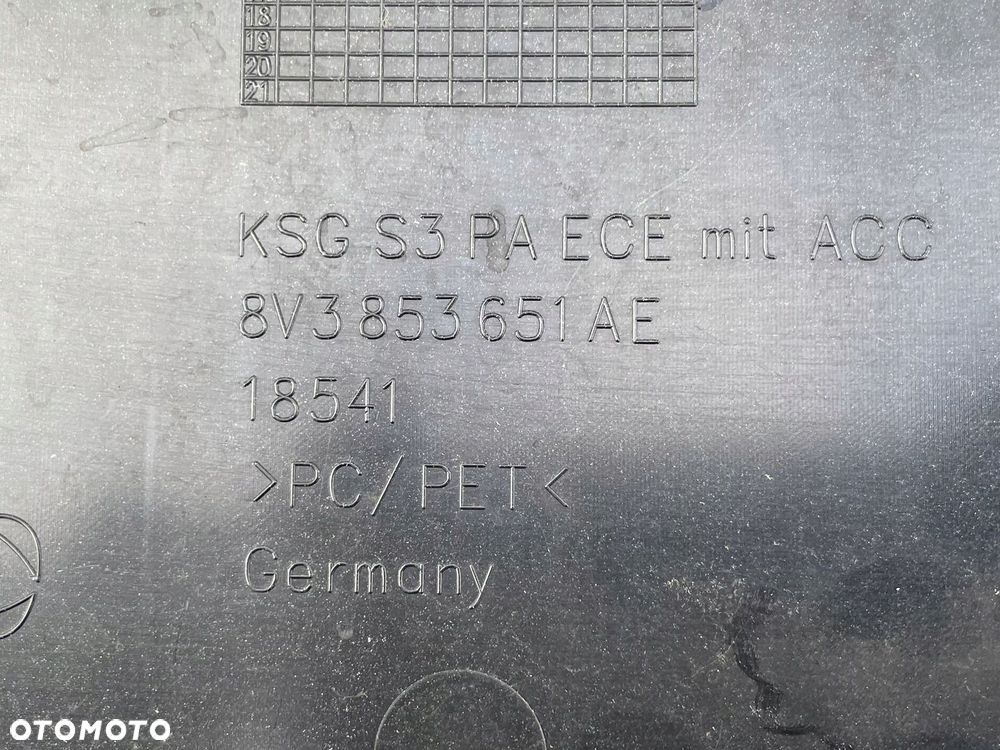 18
19
20
21
KSG S3 PA ECE mit ACC
8V3 853 651 AE
18541
>PC/PET<
Germany
OTOMOTO